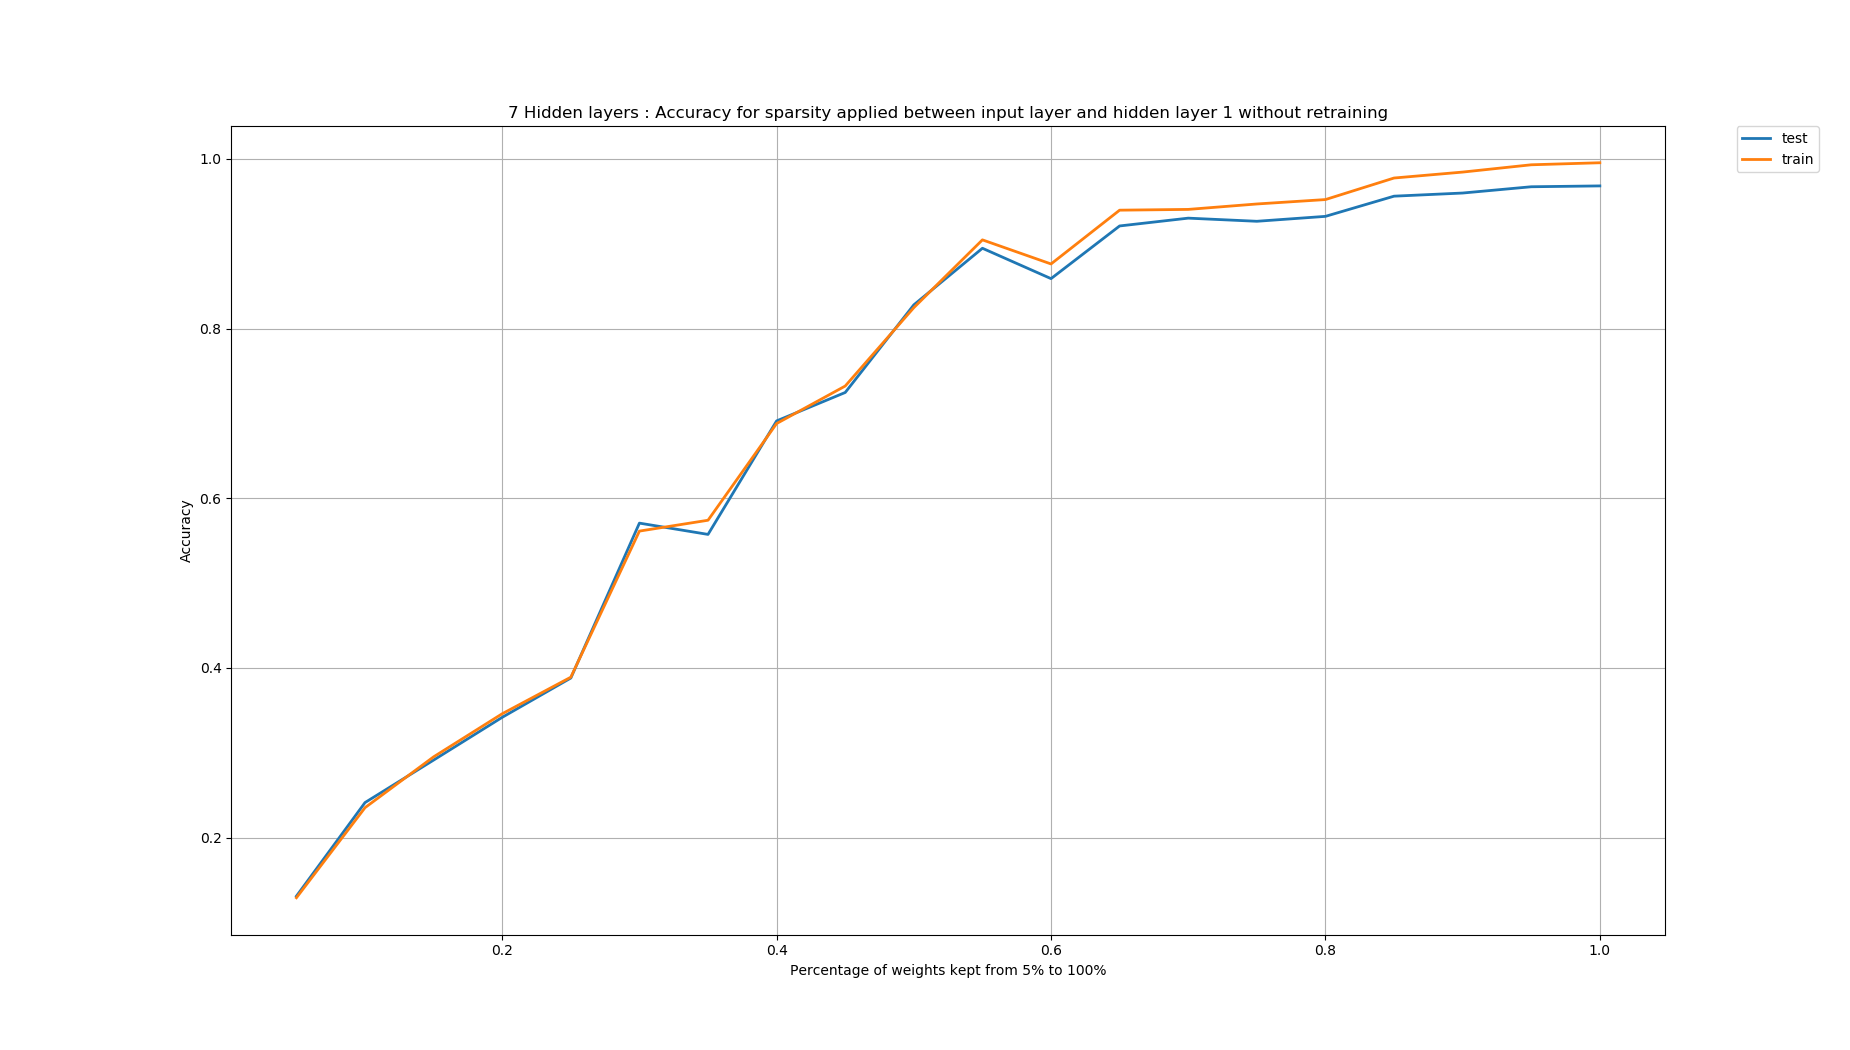 7 Hidden layers : Accuracy for sparsity applied between input layer and hidden layer 1 without retraining
test
train
1.0
0.8
0.6
0.4
0.2
Accuracy
0.2 0.4 0.6 0.8 1.0
Percentage of weights kept from 5% to 100%